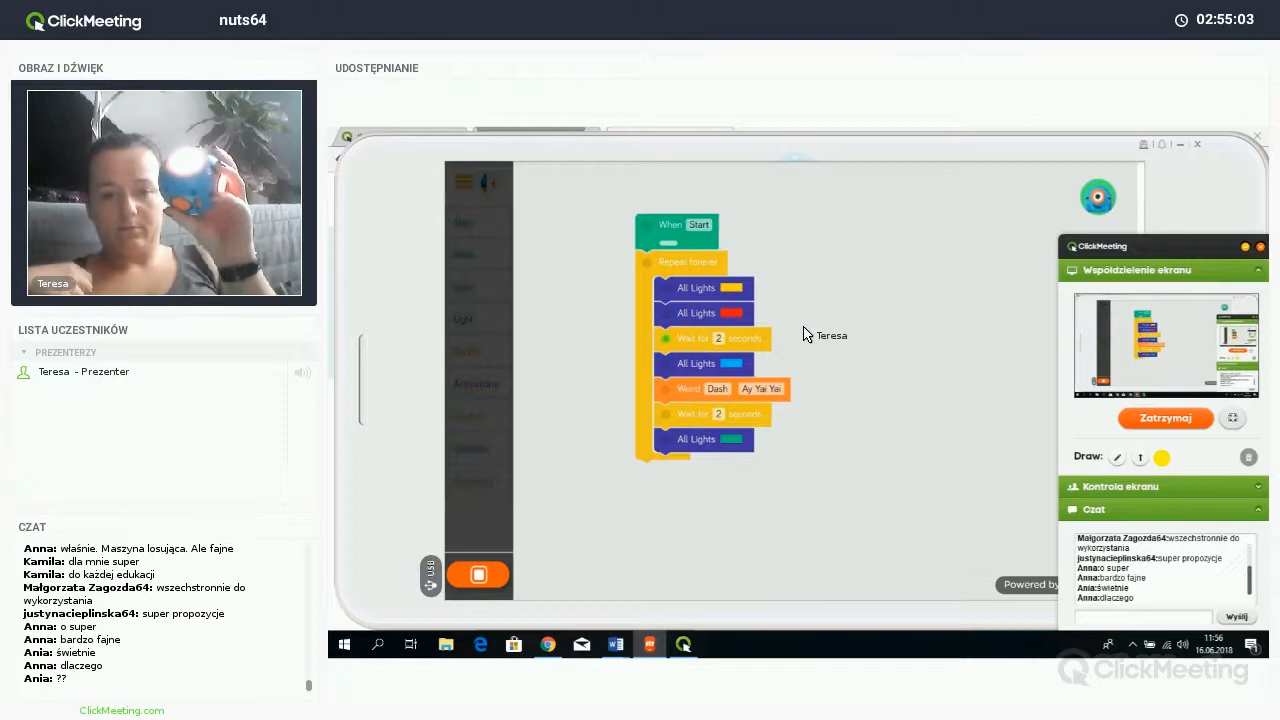 ClickMeeting
nuts64
02:55:03
OBRAZ I DŹWIĘK
UDOSTĘPNIANIE
Teresa
LISTA UCZESTNIKÓW
PREZENTERZY
Teresa - Prezenter
CZAT
Anna: właśnie. Maszyna losująca. Ale fajne
Kamila: dla mnie super
Kamila: do każdej edukacji
Małgorzata Zagozda64: wszechstronnie do
wykorzystania
justynacieplinska64: super propozycje
Anna: o super
Anna: bardzo fajne
Ania: świetnie
Anna: dlaczego
Ania: ??
ClickMeeting.com
Light
Animations
When Start
Repeat forever
All Lights
All Lights
Wait for 2 seconds
All Lights
Weird Dash Ay Yai Yai
Wait for 2 seconds
All Lights
Teresa
USB
Powered by
ClickMeeting
Współdzielenie ekranu
Zatrzymaj
Draw:
Kontrola ekranu
Czat
Małgorzata Zagozda64:wszechstronnie do
wykorzystania
justynacieplinska64:super propozycje
Anna:o super
Anna:bardzo fajne
Ania:świetnie
Anna:dlaczego
Wyślij
11:56
16.06.2018
ClickMeeting